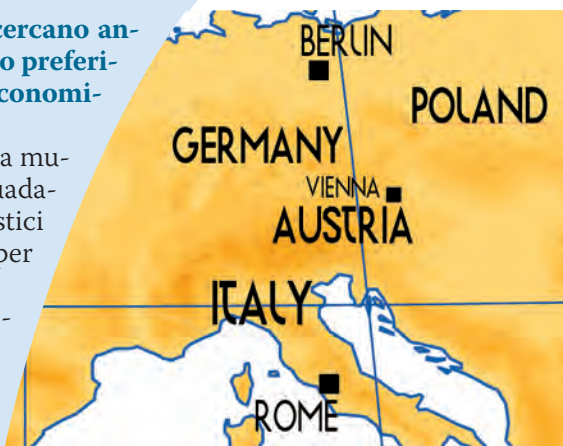 cercano an-
o preferi-
conomi-
a mu-
uada-
stici
per
-
BERLIN
POLAND
GERMANY
VIENNA
AUSTRIA
ITALY
ROME